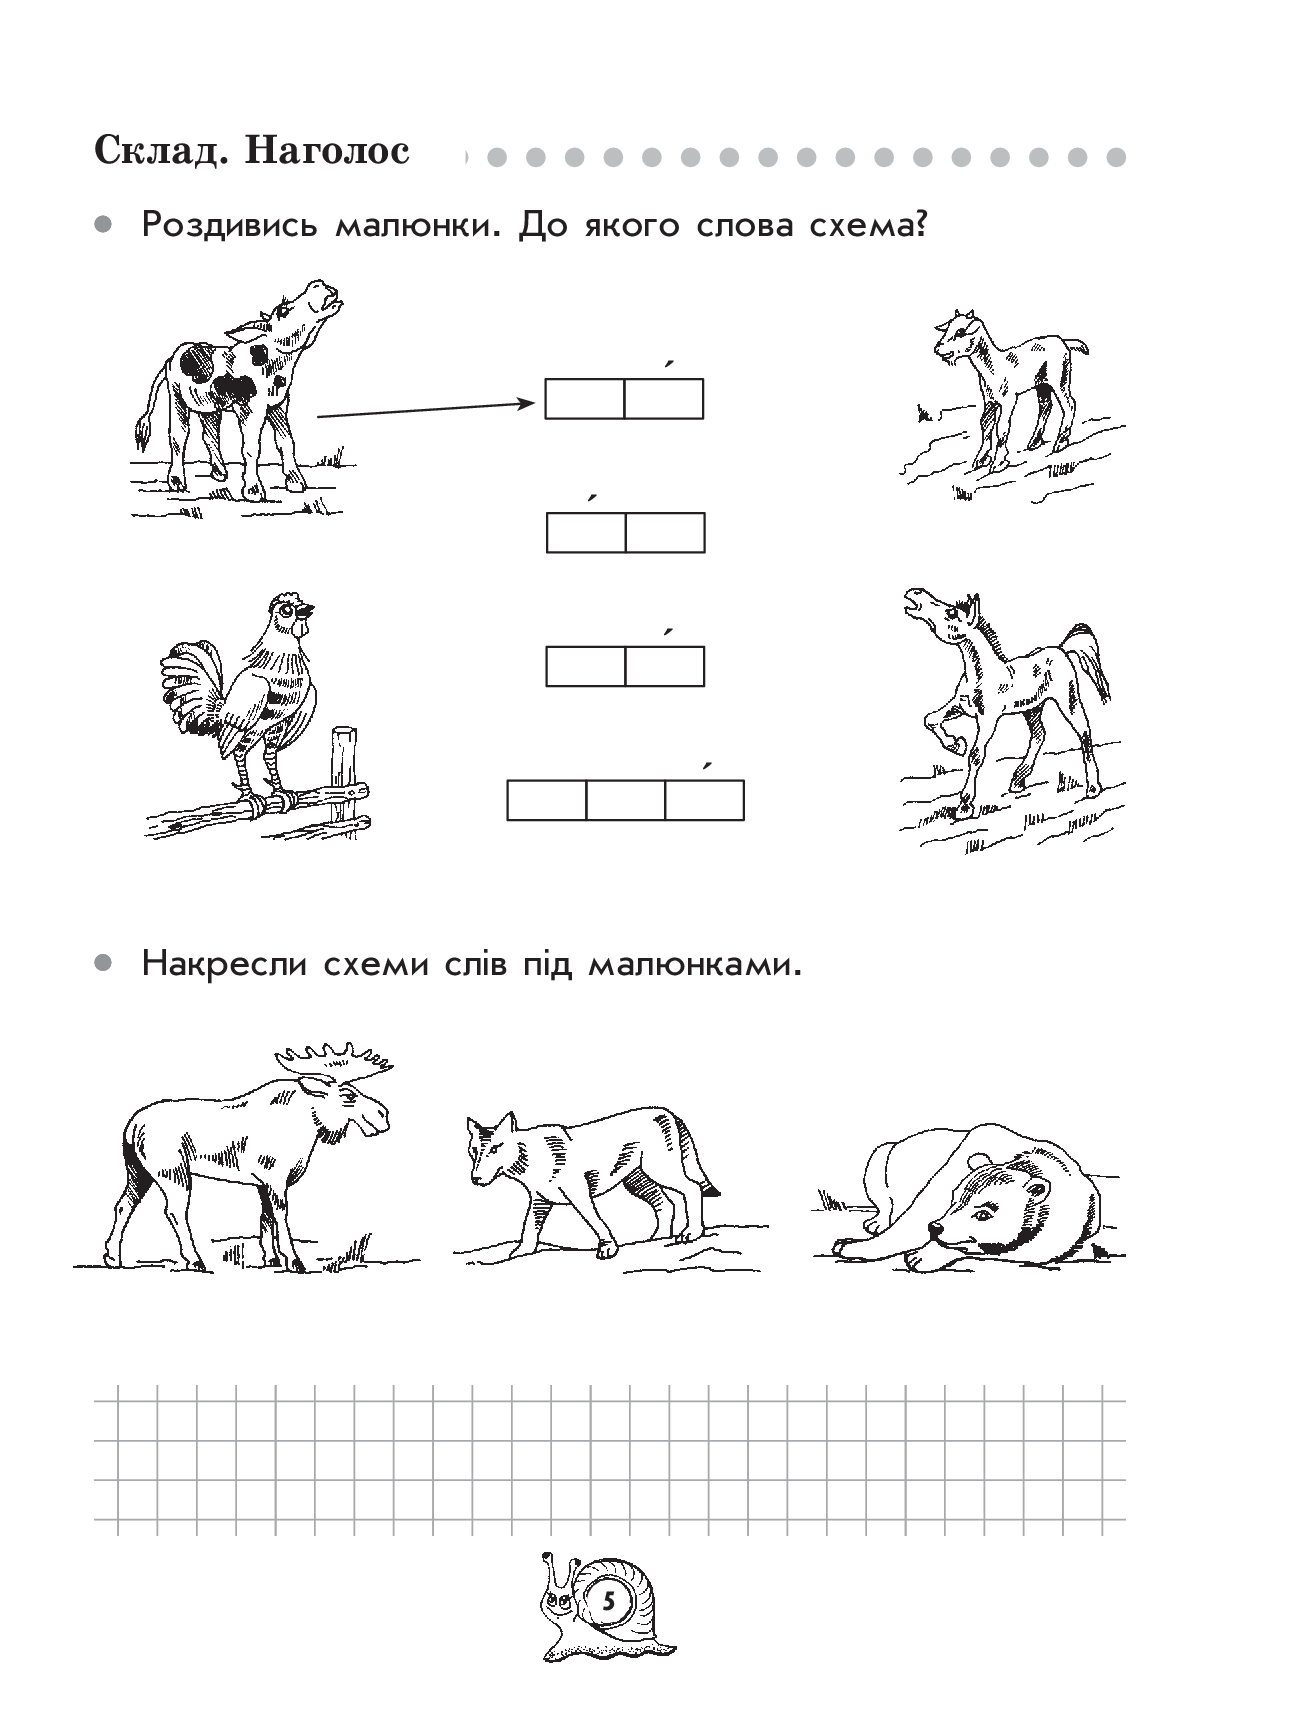 Склад. Наголос
Роздивись малюнки. До якого слова схема?
Накресли схеми слів під малюнками.
5